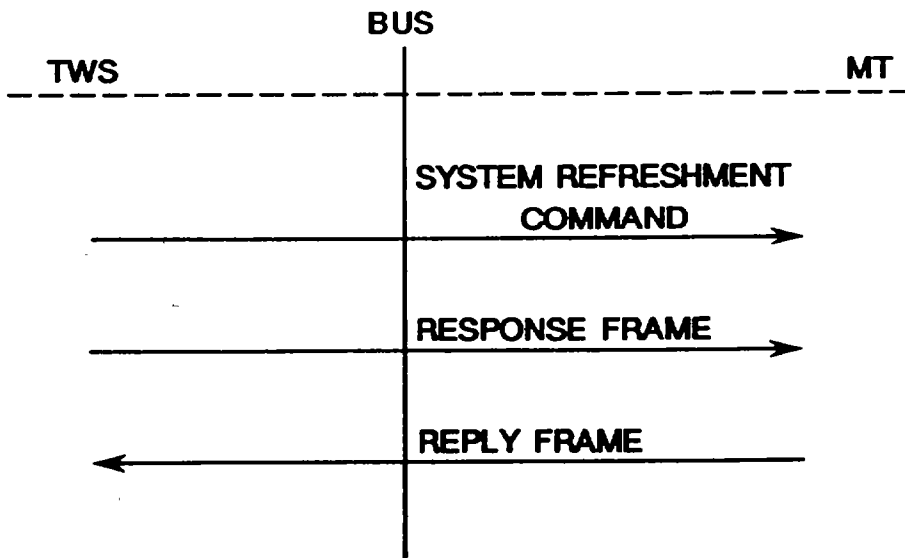 BUS
TWS
MT
SYSTEM REFRESHMENT
COMMAND
RESPONSE FRAME
REPLY FRAME